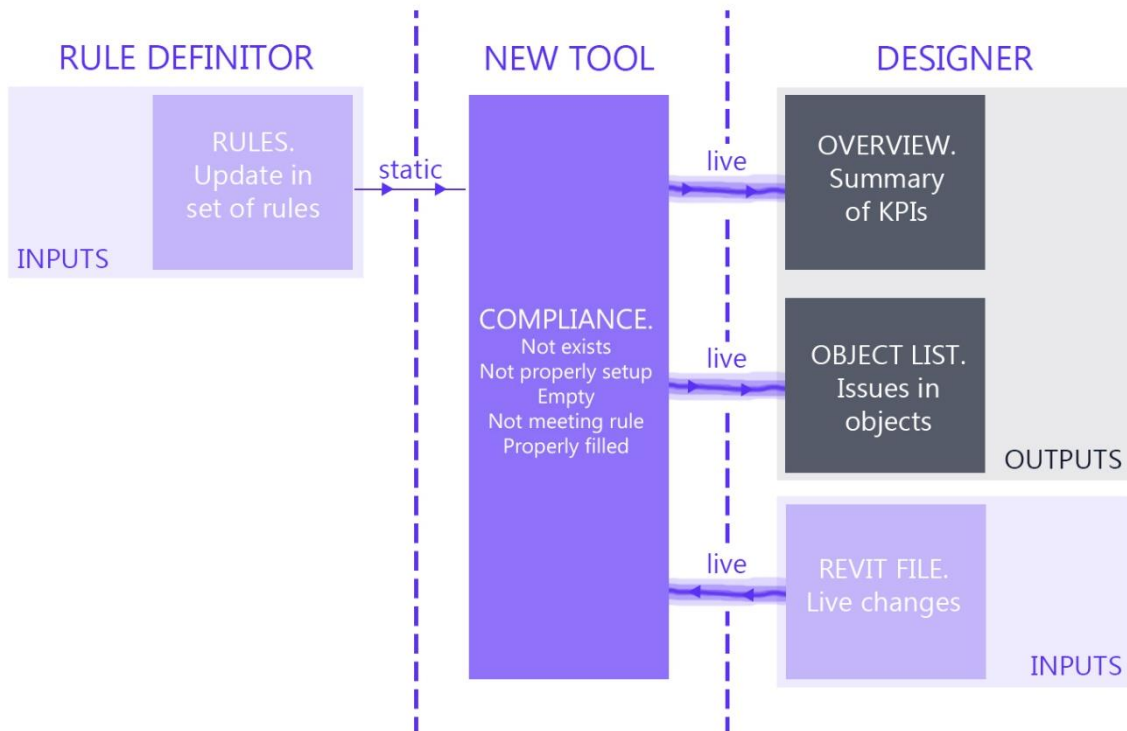 RULE DEFINITOR
RULES.
Update in
set of rules
INPUTS
static
NEW TOOL
COMPLIANCE.
Not exists
Not properly setup
Empty
Not meeting rule
Properly filled
live
live
live
DESIGNER
OVERVIEW.
Summary
of KPIs
OBJECT LIST.
Issues in
objects
OUTPUTS
REVIT FILE.
Live changes
INPUTS